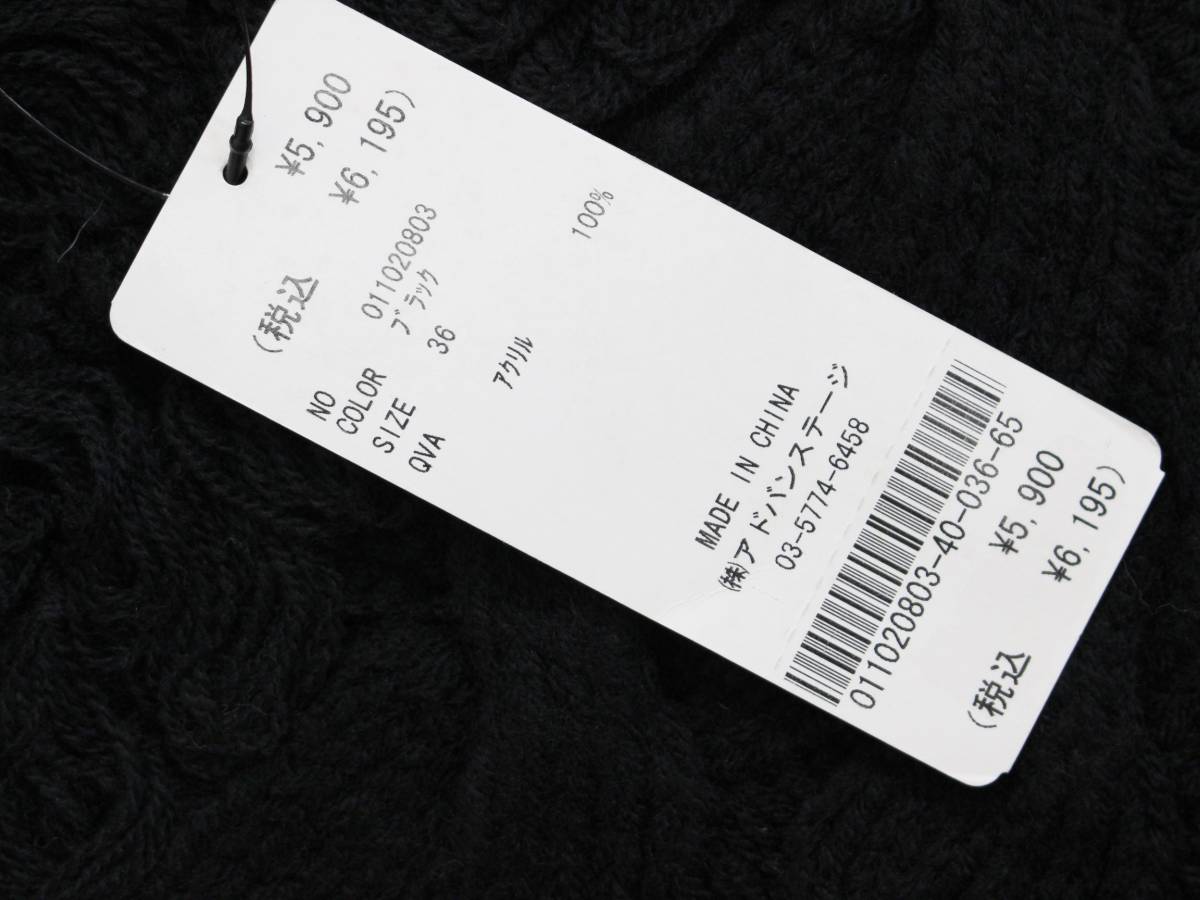 ¥5,900
(税込 ¥6,195)
NO 011020803
COLOR ブラック
SIZE 36
QVA
アクリル 100%
MADE IN CHINA
(株)アドバンステージ
03-5774-6458
011020803-40-036-65
¥5,900
(税込 ¥6,195)